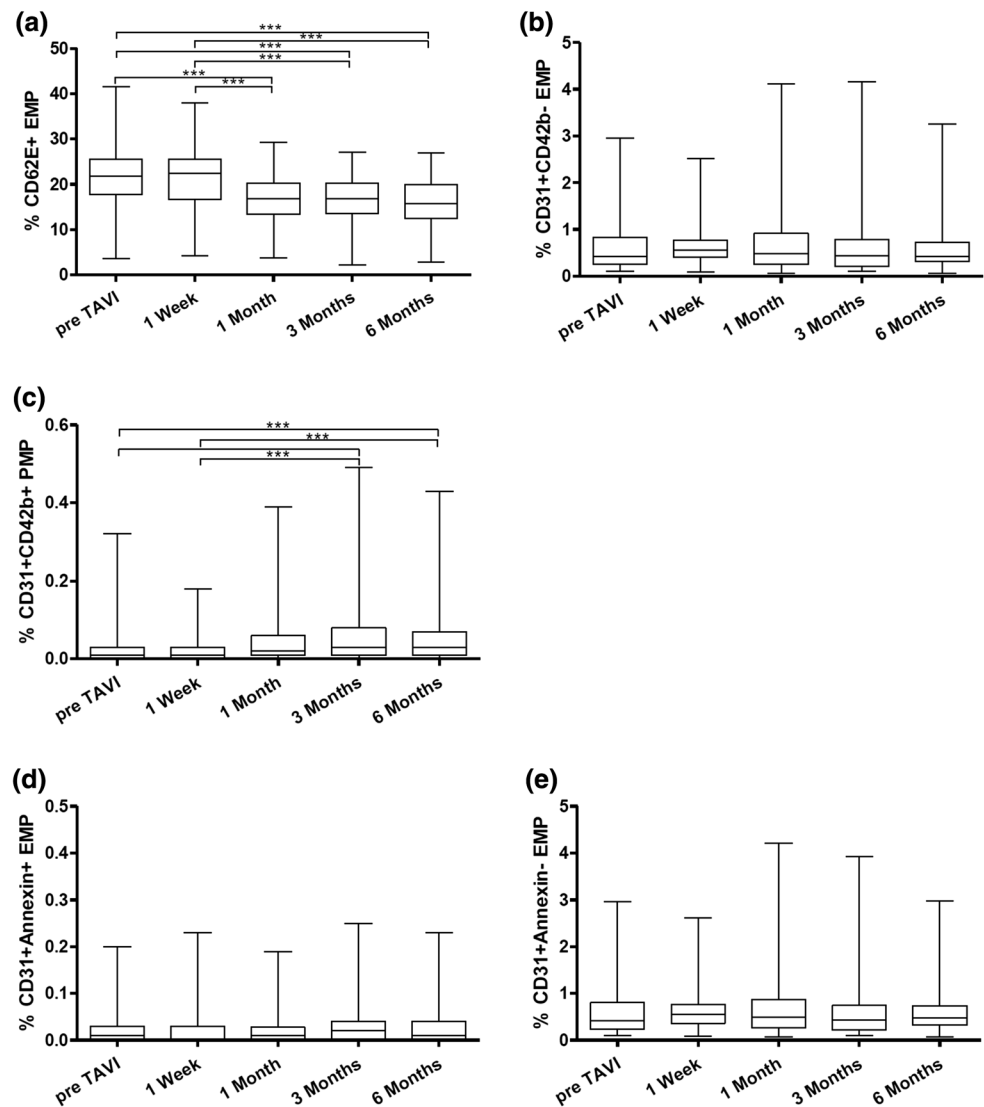 (a)
% CD62E+ EMP
50
40
30
20
10
0
***
***
***
***
***
***
pre TAVI
1 Week
1 Month
3 Months
6 Months
(b)
% CD31+CD42b- EMP
5
4
3
2
1
0
pre TAVI
1 Week
1 Month
3 Months
6 Months
(c)
% CD31+CD42b+ PMP
0.6
0.4
0.2
0.0
***
***
***
pre TAVI
1 Week
1 Month
3 Months
6 Months
(d)
% CD31+Annexin+ EMP
0.5
0.4
0.3
0.2
0.1
0.0
pre TAVI
1 Week
1 Month
3 Months
6 Months
(e)
% CD31+Annexin- EMP
5
4
3
2
1
0
pre TAVI
1 Week
1 Month
3 Months
6 Months